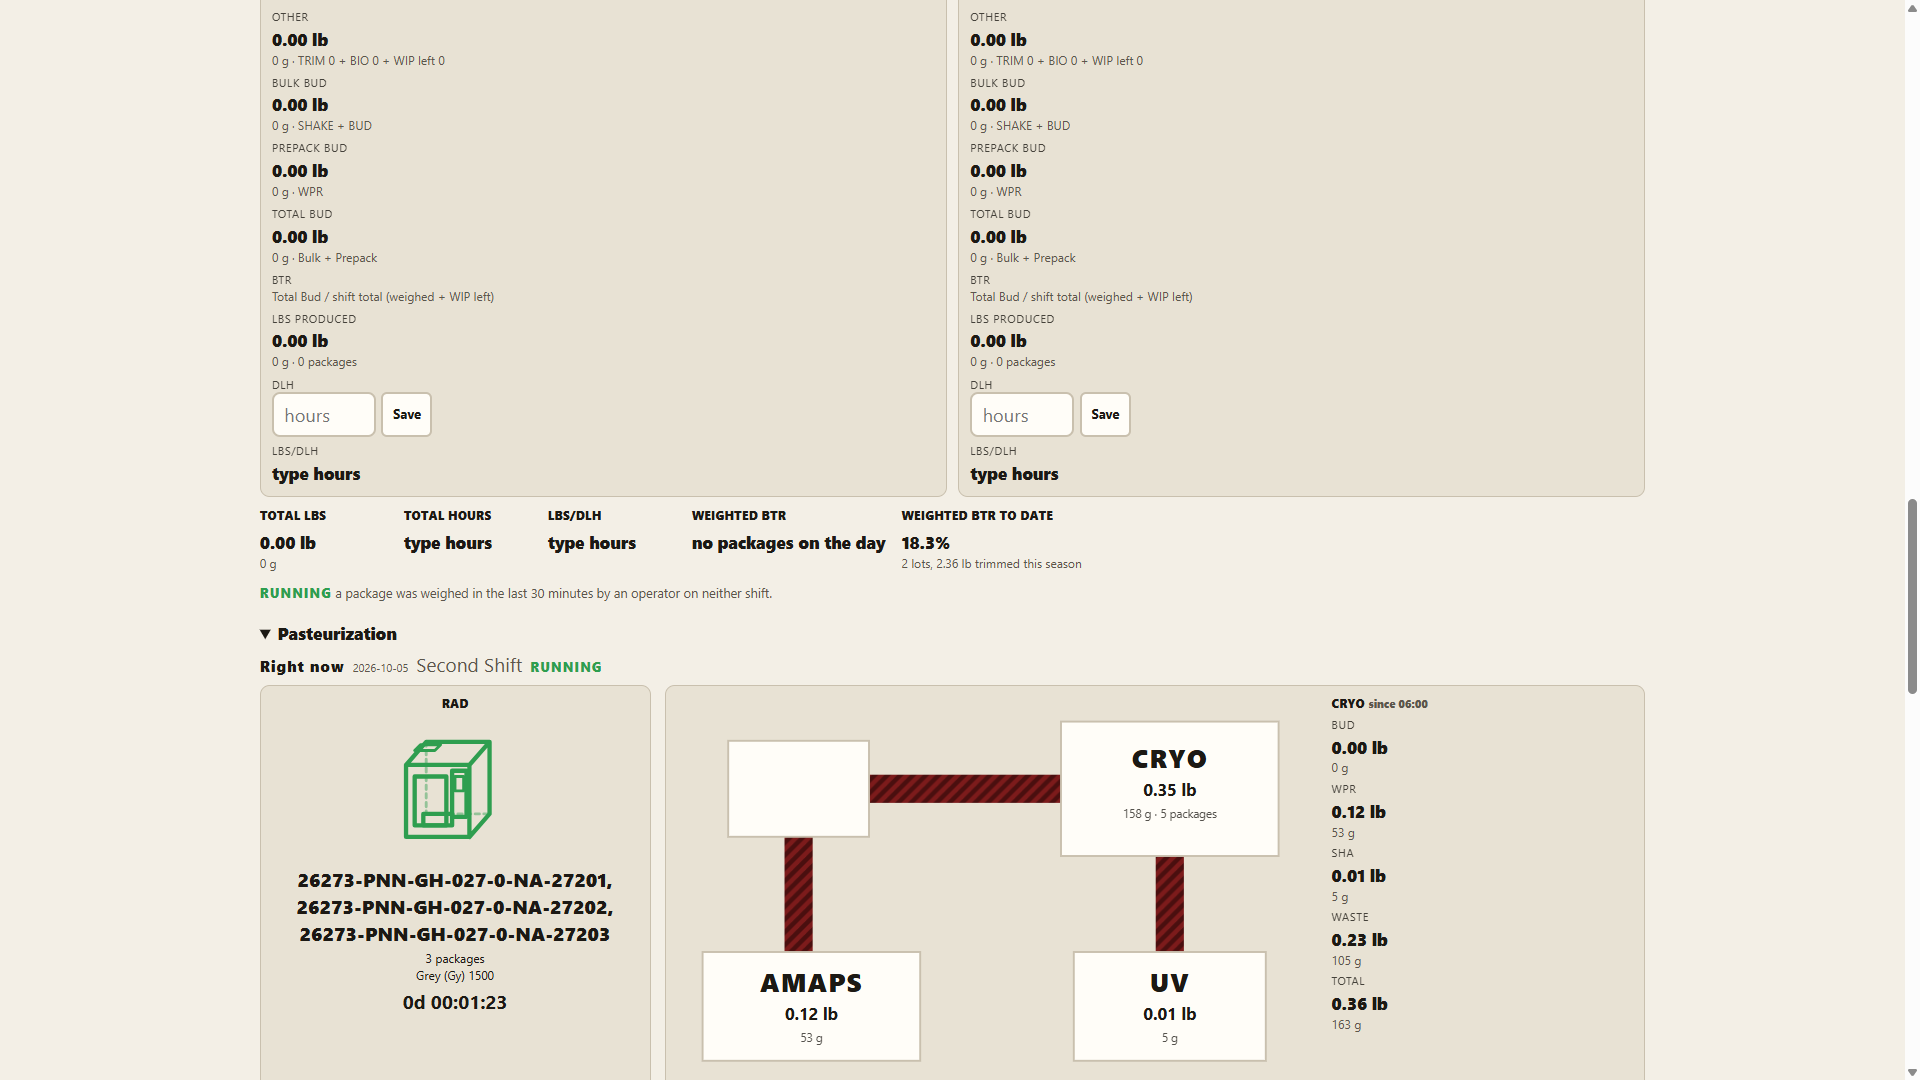 OTHER
0.00 lb
0 g · TRIM 0 + BIO 0 + WIP left 0
BULK BUD
0.00 lb
0 g · SHAKE + BUD
PREPACK BUD
0.00 lb
0 g · WPR
TOTAL BUD
0.00 lb
0 g · Bulk + Prepack
BTR
Total Bud / shift total (weighed + WIP left)
LBS PRODUCED
0.00 lb
0 g · 0 packages
DLH
hours Save
LBS/DLH
type hours
OTHER
0.00 lb
0 g · TRIM 0 + BIO 0 + WIP left 0
BULK BUD
0.00 lb
0 g · SHAKE + BUD
PREPACK BUD
0.00 lb
0 g · WPR
TOTAL BUD
0.00 lb
0 g · Bulk + Prepack
BTR
Total Bud / shift total (weighed + WIP left)
LBS PRODUCED
0.00 lb
0 g · 0 packages
DLH
hours Save
LBS/DLH
type hours
TOTAL LBS TOTAL HOURS LBS/DLH WEIGHTED BTR WEIGHTED BTR TO DATE
0.00 lb type hours type hours no packages on the day 18.3%
0 g 2 lots, 2.36 lb trimmed this season
RUNNING a package was weighed in the last 30 minutes by an operator on neither shift.
▼ Pasteurization
Right now 2026-10-05 Second Shift RUNNING
RAD
26273-PNN-GH-027-0-NA-27201,
26273-PNN-GH-027-0-NA-27202,
26273-PNN-GH-027-0-NA-27203
3 packages
Grey (Gy) 1500
0d 00:01:23
CRYO
0.35 lb
158 g · 5 packages
AMAPS
0.12 lb
53 g
UV
0.01 lb
5 g
CRYO since 06:00
BUD
0.00 lb
0 g
WPR
0.12 lb
53 g
SHA
0.01 lb
5 g
WASTE
0.23 lb
105 g
TOTAL
0.36 lb
163 g